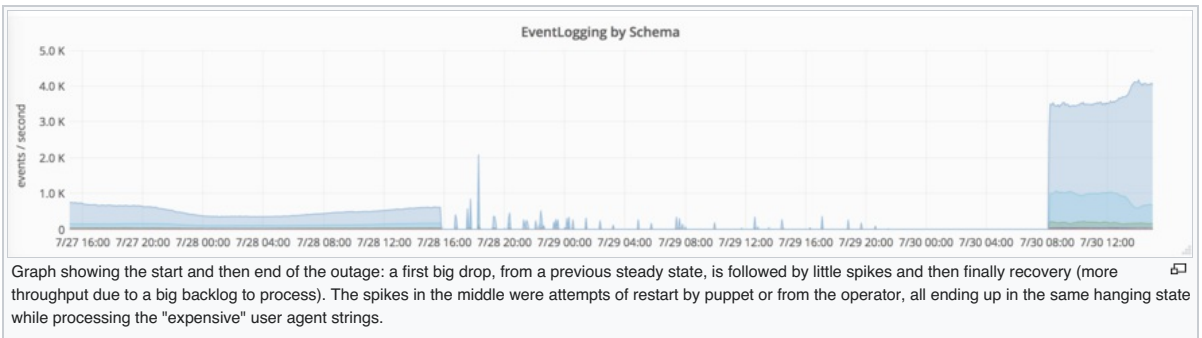 EventLogging by Schema
5.0 K
4.0 K
3.0 K
2.0 K
1.0 K
0
events / second
7/27 16:00 7/27 20:00 7/28 00:00 7/28 04:00 7/28 08:00 7/28 12:00 7/28 16:00 7/28 20:00 7/29 00:00 7/29 04:00 7/29 08:00 7/29 12:00 7/29 16:00 7/29 20:00 7/30 00:00 7/30 04:00 7/30 08:00 7/30 12:00
Graph showing the start and then end of the outage: a first big drop, from a previous steady state, is followed by little spikes and then finally recovery (more
throughput due to a big backlog to process). The spikes in the middle were attempts of restart by puppet or from the operator, all ending up in the same hanging state
while processing the "expensive" user agent strings.